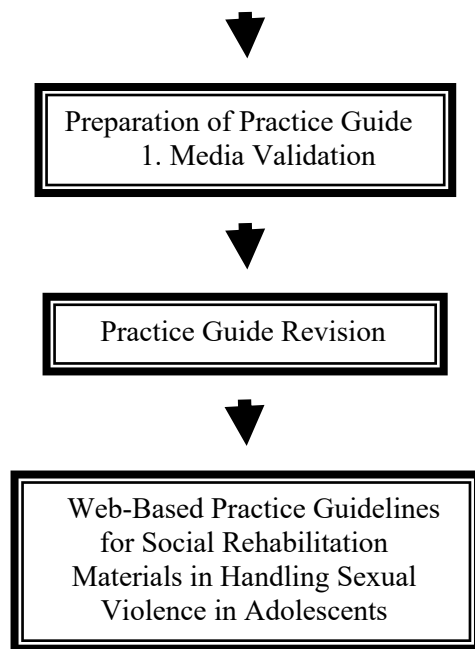 Preparation of Practice Guide
1. Media Validation
Practice Guide Revision
Web-Based Practice Guidelines
for Social Rehabilitation
Materials in Handling Sexual
Violence in Adolescents